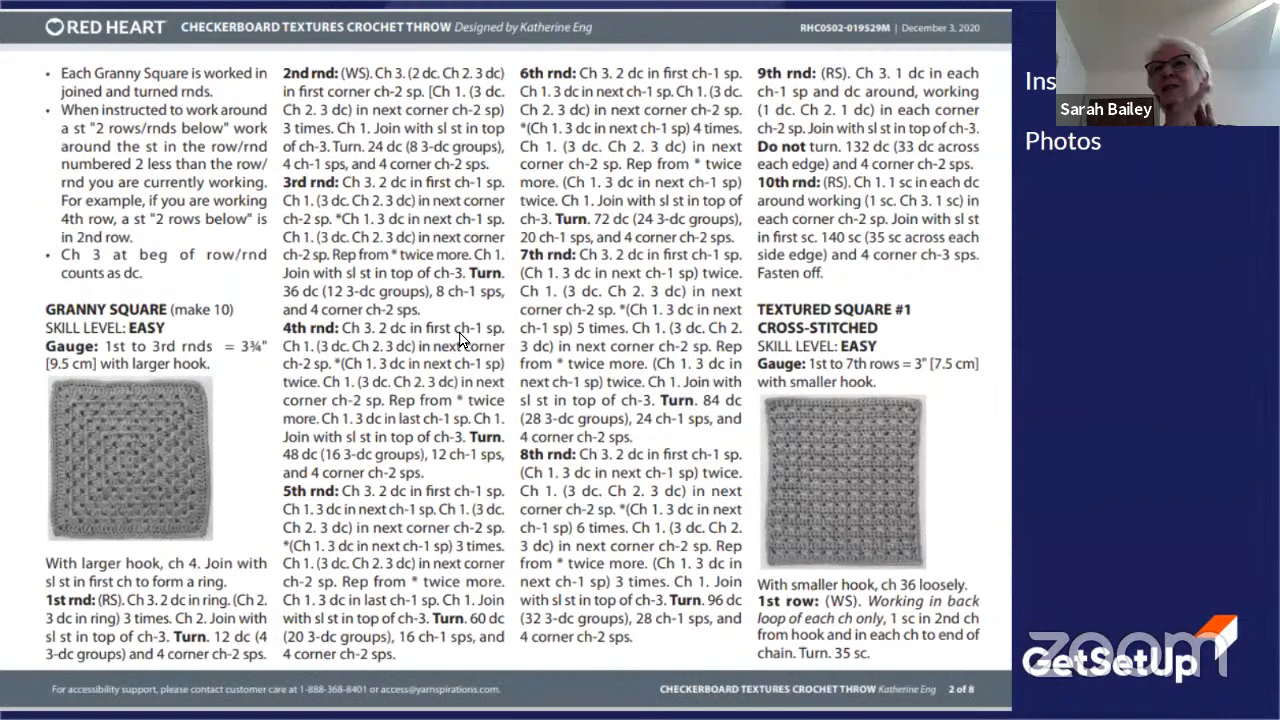 RED HEART
CHECKERBOARD TEXTURES CROCHET THROW Designed by Katherine Eng
RHC0502-019529M | December 3, 2020
• Each Granny Square is worked in
joined and turned rnds.
• When instructed to work around
a st "2 rows/rnds below" work
around the st in the row/rnd
numbered 2 less than the row/
rnd you are currently working.
For example, if you are working
4th row, a st "2 rows below" is
in 2nd row.
• Ch 3 at beg of row/rnd
counts as dc.
GRANNY SQUARE (make 10)
SKILL LEVEL: EASY
Gauge: 1st to 3rd rnds = 3¾"
[9.5 cm] with larger hook.
With larger hook, ch 4. Join with
sl st in first ch to form a ring.
1st rnd: (RS). Ch 3. 2 dc in ring. (Ch 2.
3 dc in ring) 3 times. Ch 2. Join with
sl st in top of ch-3. Turn. 12 dc (4
3-dc groups) and 4 corner ch-2 sps.
2nd rnd: (WS). Ch 3. (2 dc. Ch 2. 3 dc)
in first corner ch-2 sp. [Ch 1. (3 dc.
Ch 2. 3 dc) in next corner ch-2 sp)
3 times. Ch 1. Join with sl st in top
of ch-3. Turn. 24 dc (8 3-dc groups),
4 ch-1 sps, and 4 corner ch-2 sps.
3rd rnd: Ch 3. 2 dc in first ch-1 sp.
Ch 1. (3 dc. Ch 2. 3 dc) in next corner
ch-2 sp. *Ch 1. 3 dc in next ch-1 sp.
Ch 1. (3 dc. Ch 2. 3 dc) in next corner
ch-2 sp. Rep from * twice more. Ch 1.
Join with sl st in top of ch-3. Turn.
36 dc (12 3-dc groups), 8 ch-1 sps,
and 4 corner ch-2 sps.
4th rnd: Ch 3. 2 dc in first ch-1 sp.
Ch 1. (3 dc. Ch 2. 3 dc) in next corner
ch-2 sp. *(Ch 1. 3 dc in next ch-1 sp)
twice. Ch 1. (3 dc. Ch 2. 3 dc) in next
corner ch-2 sp. Rep from * twice
more. Ch 1. 3 dc in last ch-1 sp. Ch 1.
Join with sl st in top of ch-3. Turn.
48 dc (16 3-dc groups), 12 ch-1 sps,
and 4 corner ch-2 sps.
5th rnd: Ch 3. 2 dc in first ch-1 sp.
Ch 1. 3 dc in next ch-1 sp. Ch 1. (3 dc.
Ch 2. 3 dc) in next corner ch-2 sp.
*(Ch 1. 3 dc in next ch-1 sp) 3 times.
Ch 1. (3 dc. Ch 2. 3 dc) in next corner
ch-2 sp. Rep from * twice more.
Ch 1. 3 dc in last ch-1 sp. Ch 1. Join
with sl st in top of ch-3. Turn. 60 dc
(20 3-dc groups), 16 ch-1 sps, and
4 corner ch-2 sps.
6th rnd: Ch 3. 2 dc in first ch-1 sp.
Ch 1. 3 dc in next ch-1 sp. Ch 1. (3 dc.
Ch 2. 3 dc) in next corner ch-2 sp.
*(Ch 1. 3 dc in next ch-1 sp) 4 times.
Ch 1. (3 dc. Ch 2. 3 dc) in next
corner ch-2 sp. Rep from * twice
more. (Ch 1. 3 dc in next ch-1 sp)
twice. Ch 1. Join with sl st in top of
ch-3. Turn. 72 dc (24 3-dc groups),
20 ch-1 sps, and 4 corner ch-2 sps.
7th rnd: Ch 3. 2 dc in first ch-1 sp.
(Ch 1. 3 dc in next ch-1 sp) twice.
Ch 1. (3 dc. Ch 2. 3 dc) in next
corner ch-2 sp. *(Ch 1. 3 dc in next
ch-1 sp) 5 times. Ch 1. (3 dc. Ch 2.
3 dc) in next corner ch-2 sp. Rep
from * twice more. (Ch 1. 3 dc in
next ch-1 sp) twice. Ch 1. Join with
sl st in top of ch-3. Turn. 84 dc
(28 3-dc groups), 24 ch-1 sps, and
4 corner ch-2 sps.
8th rnd: Ch 3. 2 dc in first ch-1 sp.
(Ch 1. 3 dc in next ch-1 sp) twice.
Ch 1. (3 dc. Ch 2. 3 dc) in next
corner ch-2 sp. *(Ch 1. 3 dc in next
ch-1 sp) 6 times. Ch 1. (3 dc. Ch 2.
3 dc) in next corner ch-2 sp. Rep
from * twice more. (Ch 1. 3 dc in
next ch-1 sp) 3 times. Ch 1. Join
with sl st in top of ch-3. Turn. 96 dc
(32 3-dc groups), 28 ch-1 sps, and
4 corner ch-2 sps.
9th rnd: (RS). Ch 3. 1 dc in each
ch-1 sp and dc around, working
(1 dc. Ch 2. 1 dc) in each corner
ch-2 sp. Join with sl st in top of ch-3.
Do not turn. 132 dc (33 dc across
each edge) and 4 corner ch-2 sps.
10th rnd: (RS). Ch 1. 1 sc in each dc
around working (1 sc. Ch 3. 1 sc) in
each corner ch-2 sp. Join with sl st
in first sc. 140 sc (35 sc across each
side edge) and 4 corner ch-3 sps.
Fasten off.
TEXTURED SQUARE #1
CROSS-STITCHED
SKILL LEVEL: EASY
Gauge: 1st to 7th rows = 3" [7.5 cm]
with smaller hook.
With smaller hook, ch 36 loosely.
1st row: (WS). Working in back
loop of each ch only, 1 sc in 2nd ch
from hook and in each ch to end of
chain. Turn. 35 sc.
For accessibility support, please contact customer care at 1-888-368-8401 or access@yarnspirations.com.
CHECKERBOARD TEXTURES CROCHET THROW Katherine Eng 2 of 8
Ins
Photos
Sarah Bailey
zoom
GetSetUp